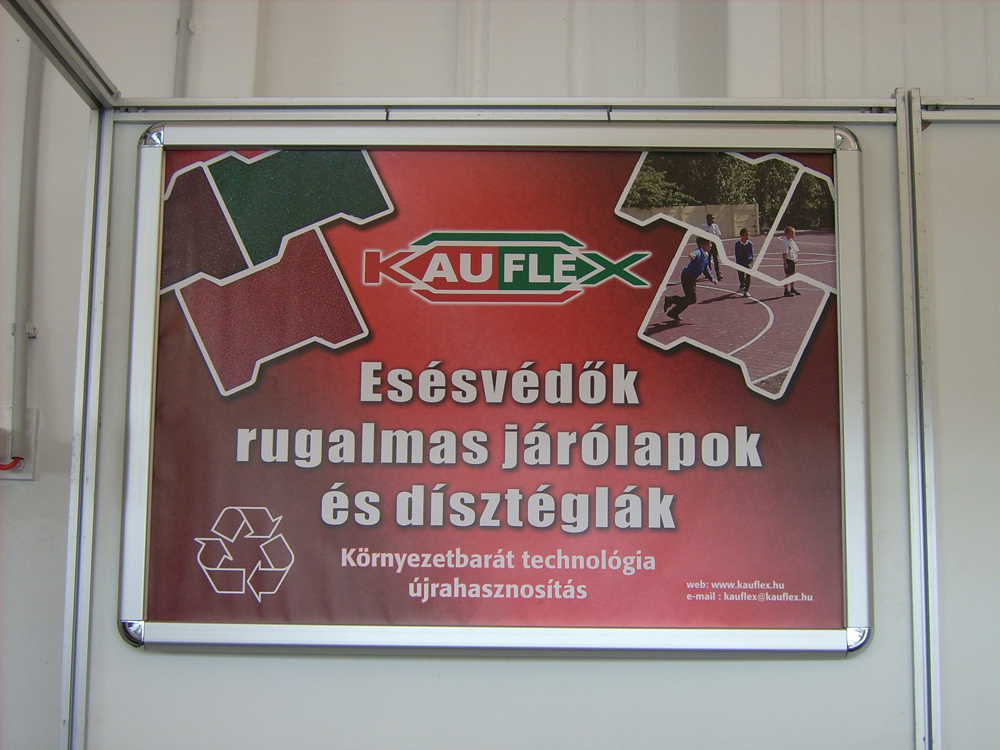 KAUFLEX
Esésvédők
rugalmas járólapok
és dísztéglák
Környezetbarát technológia
újrahasznosítás
web: www.kauflex.hu
e-mail : kauflex@kauflex.hu